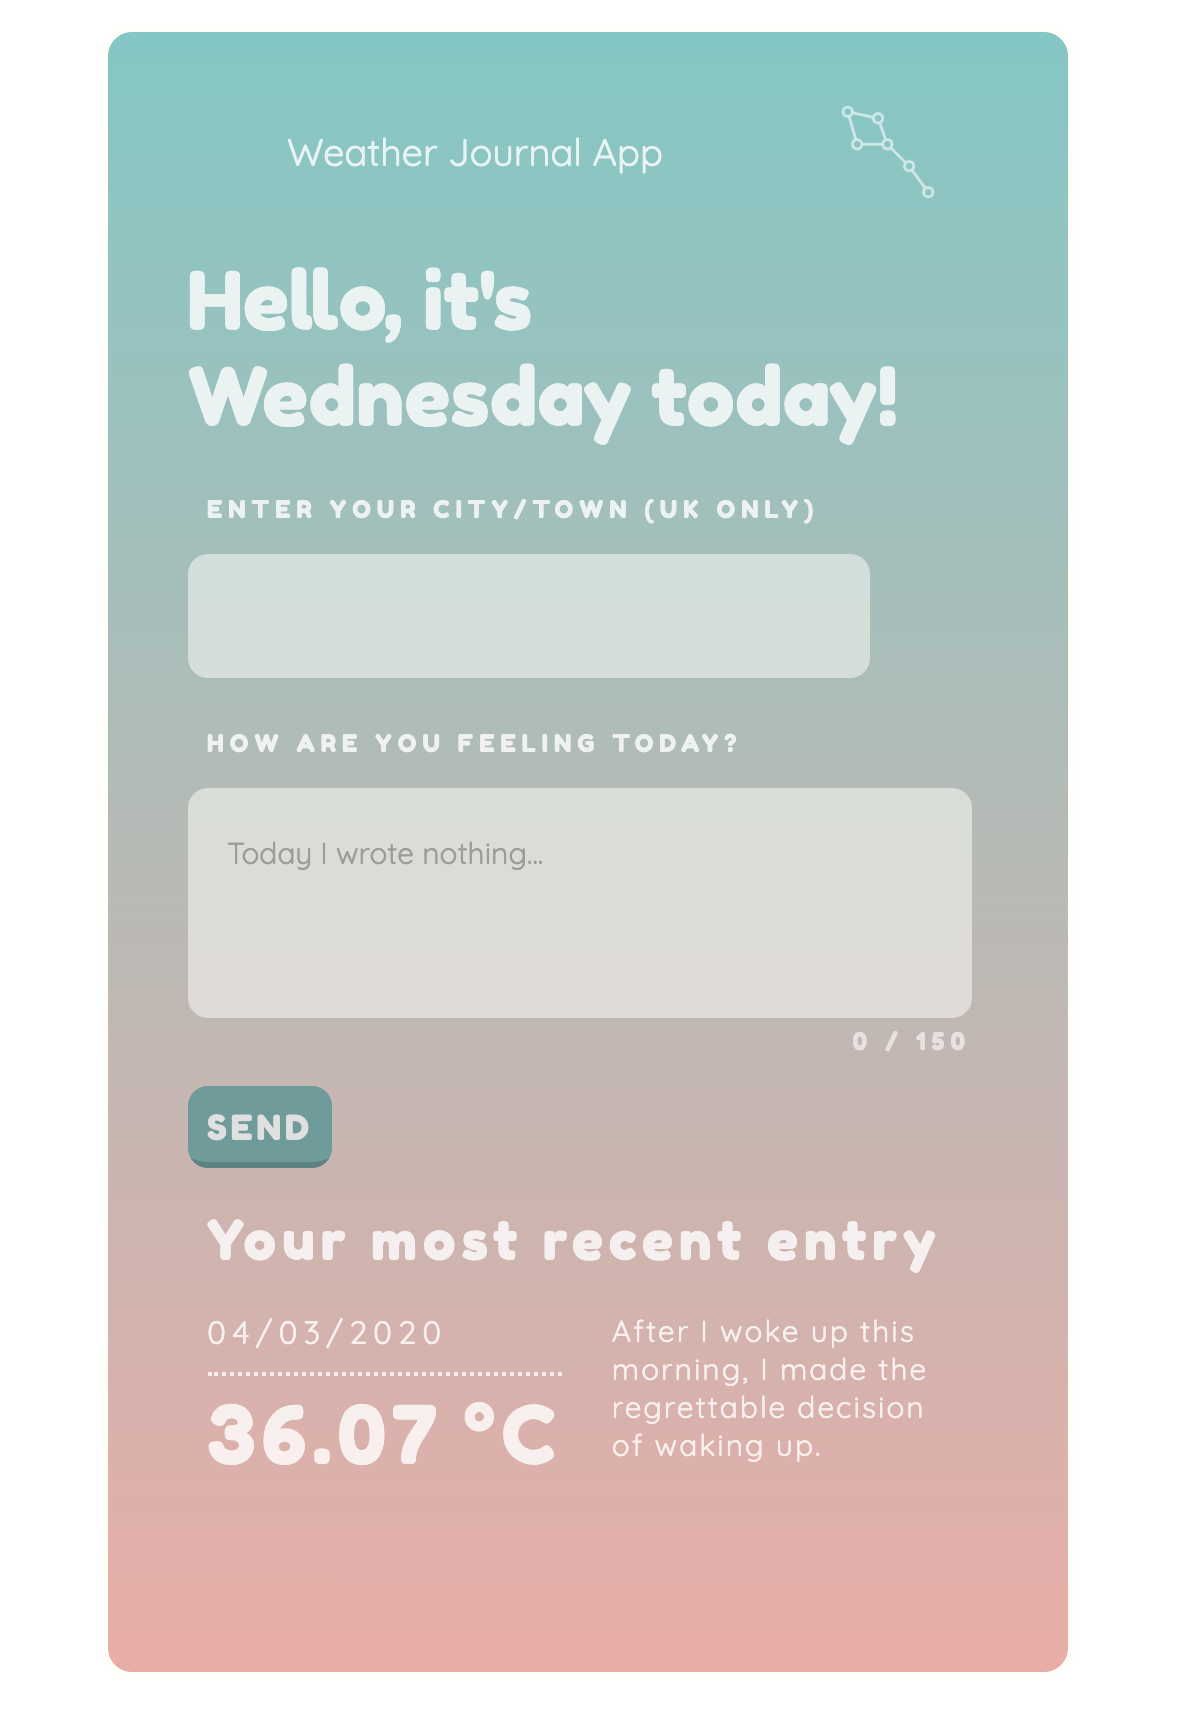 Weather Journal App
Hello, it's
Wednesday today!
ENTER YOUR CITY/TOWN (UK ONLY)
HOW ARE YOU FEELING TODAY?
Today I wrote nothing...
0 / 150
SEND
Your most recent entry
04/03/2020
36.07 °C
After I woke up this
morning, I made the
regrettable decision
of waking up.